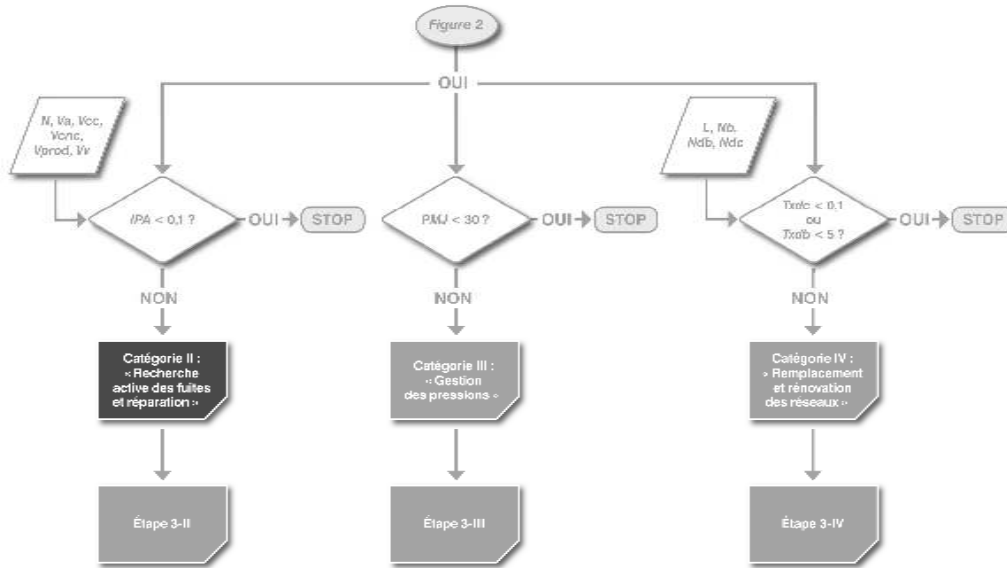 Figure 2
OUI
N, Va, Vcc,
Vcnc,
Vprod, Vv
L, Nb,
Ndb, Ndc
IPA < 0,1 ?
OUI
STOP
PMJ < 30 ?
OUI
STOP
Txdc < 0,1
ou
Txdb < 5 ?
OUI
STOP
NON
NON
NON
Catégorie II :
« Recherche
active des fuites
et réparation »
Catégorie III :
« Gestion
des pressions »
Catégorie IV :
« Remplacement
et rénovation
des réseaux »
Étape 3-II
Étape 3-III
Étape 3-IV